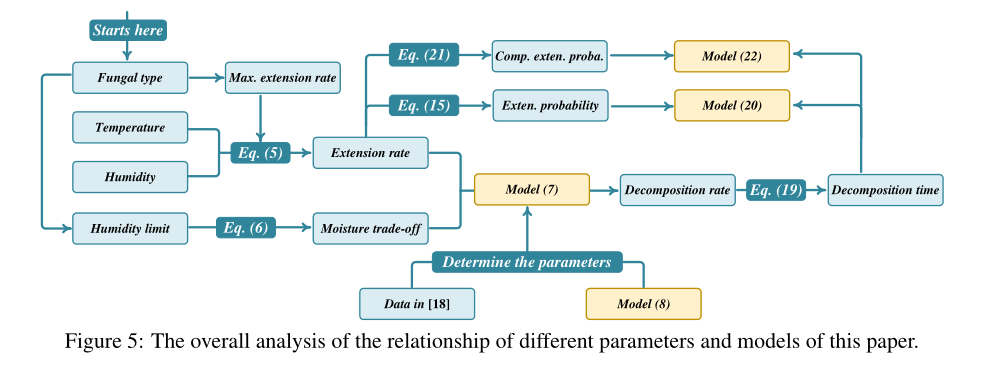 Starts here
Eq. (21)
Comp. exten. proba.
Model (22)
Fungal type
Max. extension rate
Eq. (15)
Exten. probability
Model (20)
Temperature
Eq. (5)
Extension rate
Humidity
Model (7)
Decomposition rate
Eq. (19)
Decomposition time
Humidity limit
Eq. (6)
Moisture trade-off
Determine the parameters
Data in [18]
Model (8)
Figure 5: The overall analysis of the relationship of different parameters and models of this paper.